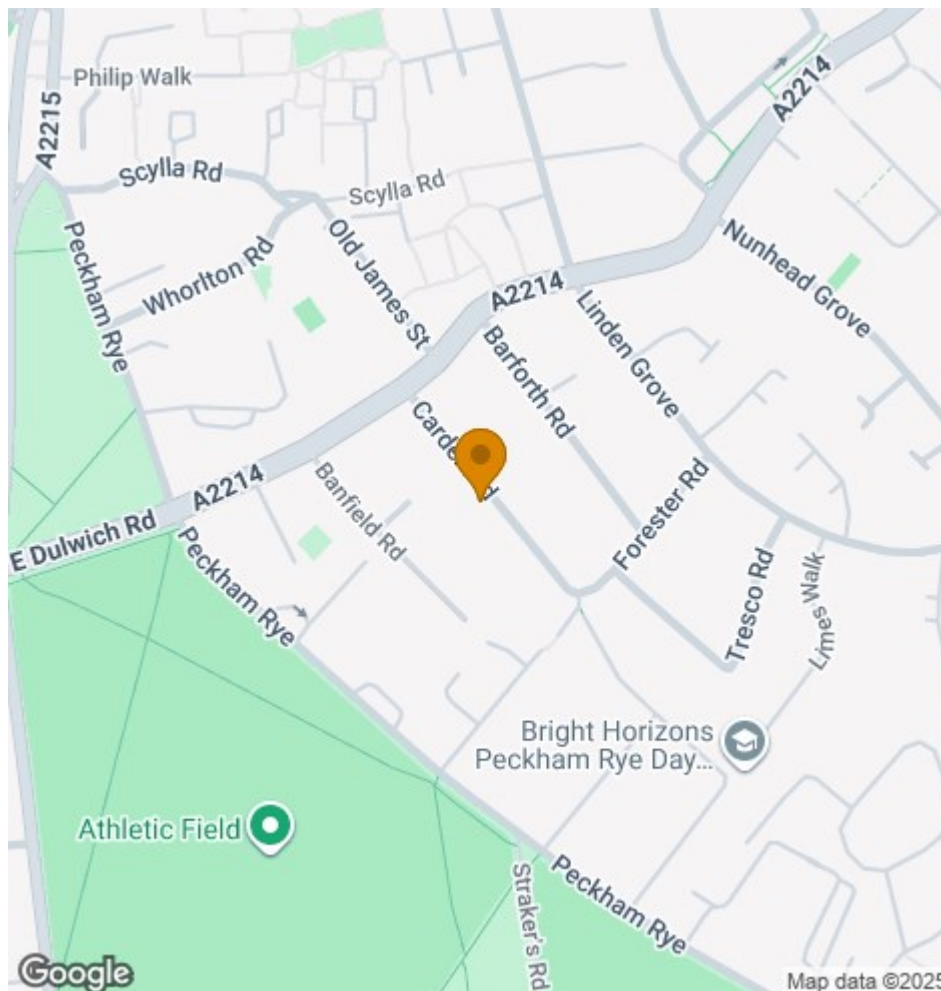 Philip Walk
A2215
A2214
Scylla Rd
Scylla Rd
Peckham Rye
Whorlton Rd
Old James St
Nunhead Grove
A2214
Linden Grove
Barforth Rd
A2214
Banfield Rd
Forester Rd
E Dulwich Rd
Peckham Rye
Tresco Rd
Limes Walk
Bright Horizons
Peckham Rye Day...
Athletic Field
Peckham Rye
Straker's Rd
Google
Map data ©2025